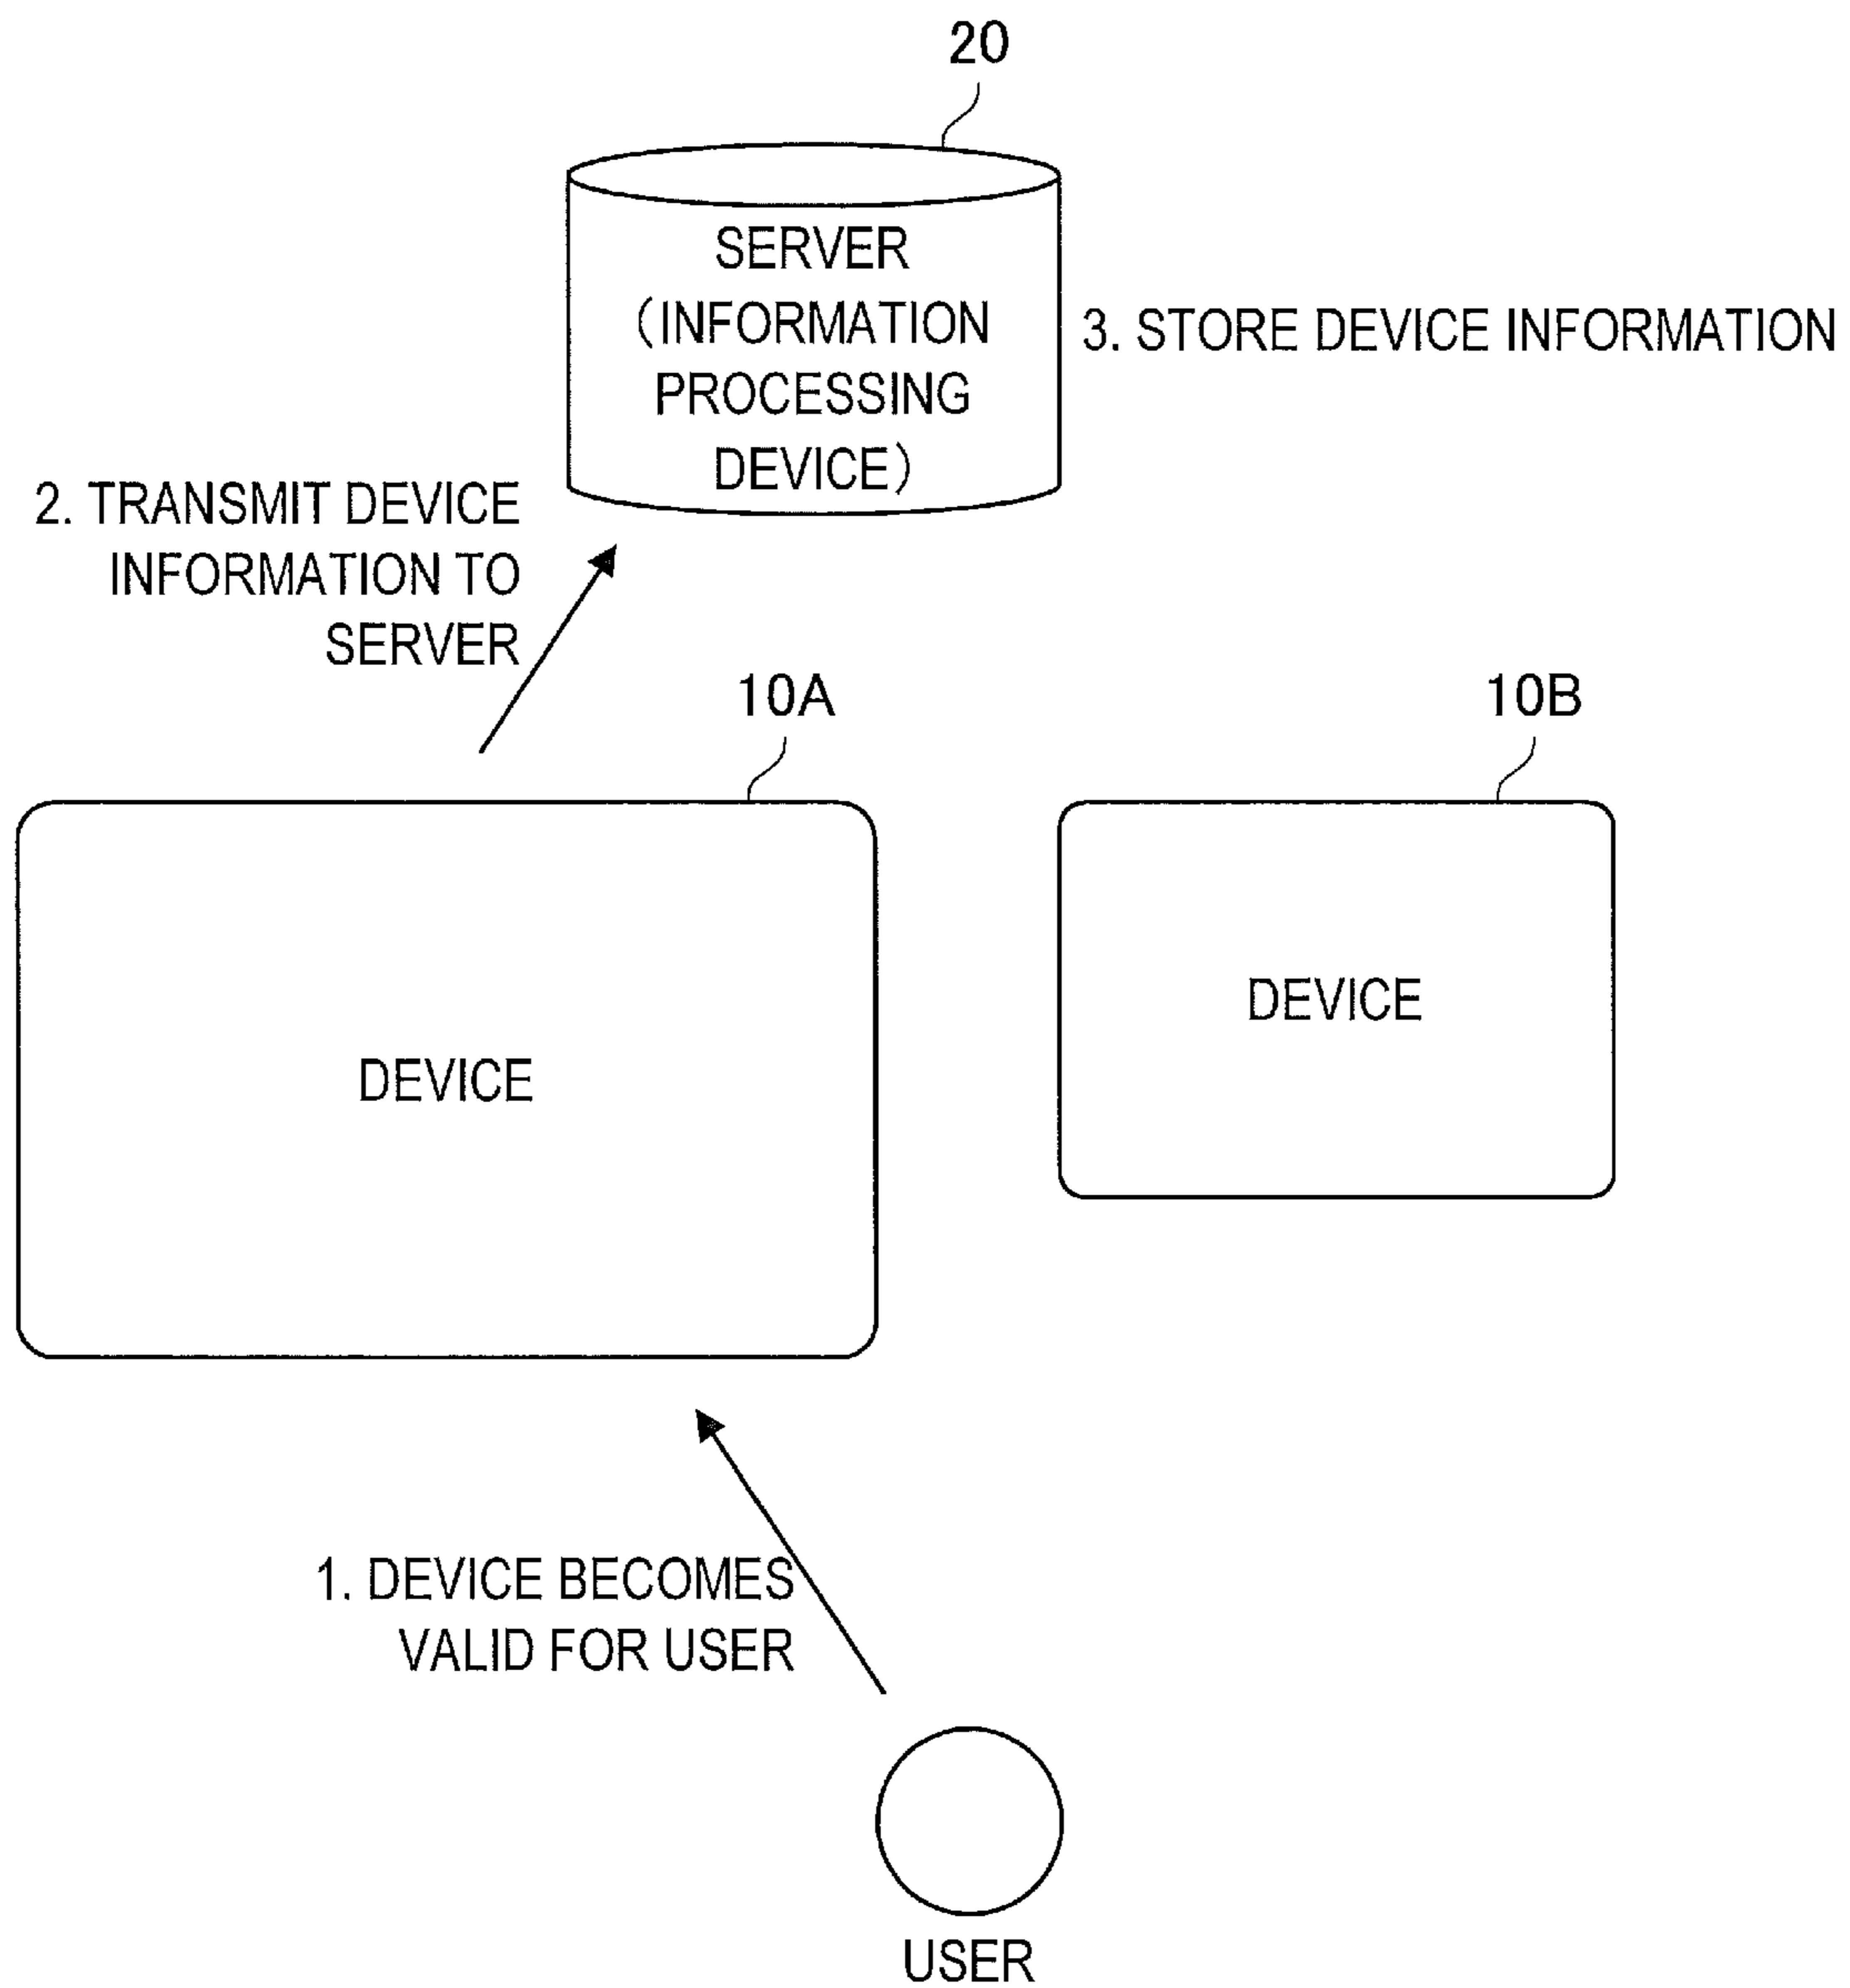 20
SERVER
(INFORMATION
PROCESSING
DEVICE)
3. STORE DEVICE INFORMATION
2. TRANSMIT DEVICE
INFORMATION TO
SERVER
10A
10B
DEVICE
DEVICE
1. DEVICE BECOMES
VALID FOR USER
USER